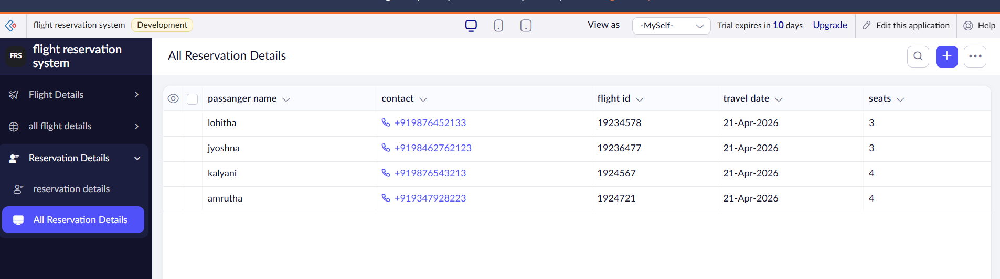 flight reservation system Development View as -MySelf- Trial expires in 10 days Upgrade Edit this application Help
FRS flight reservation
system
Flight Details
all flight details
Reservation Details
reservation details
All Reservation Details
All Reservation Details
passanger name contact flight id travel date seats
lohitha +919876452133 19234578 21-Apr-2026 3
jyoshna +9198462762123 19236477 21-Apr-2026 3
kalyani +919876543213 1924567 21-Apr-2026 4
amrutha +919347928223 1924721 21-Apr-2026 4